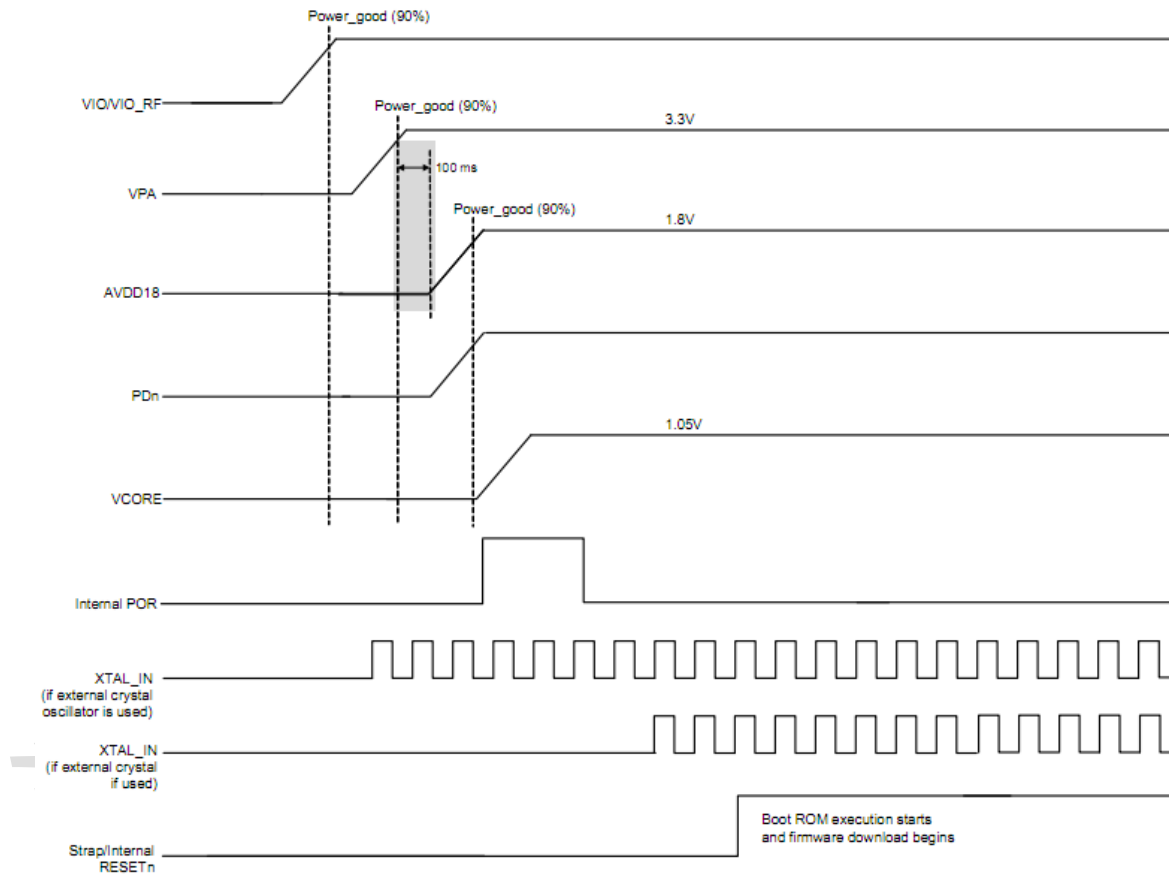 Power_good (90%)
VIO/VIO_RF
Power_good (90%)
3.3V
100 ms
VPA
Power_good (90%)
1.8V
AVDD18
PDn
1.05V
VCORE
Internal POR
XTAL_IN
(if external crystal
oscillator is used)
XTAL_IN
(if external crystal
if used)
Boot ROM execution starts
and firmware download begins
Strap/Internal
RESETn